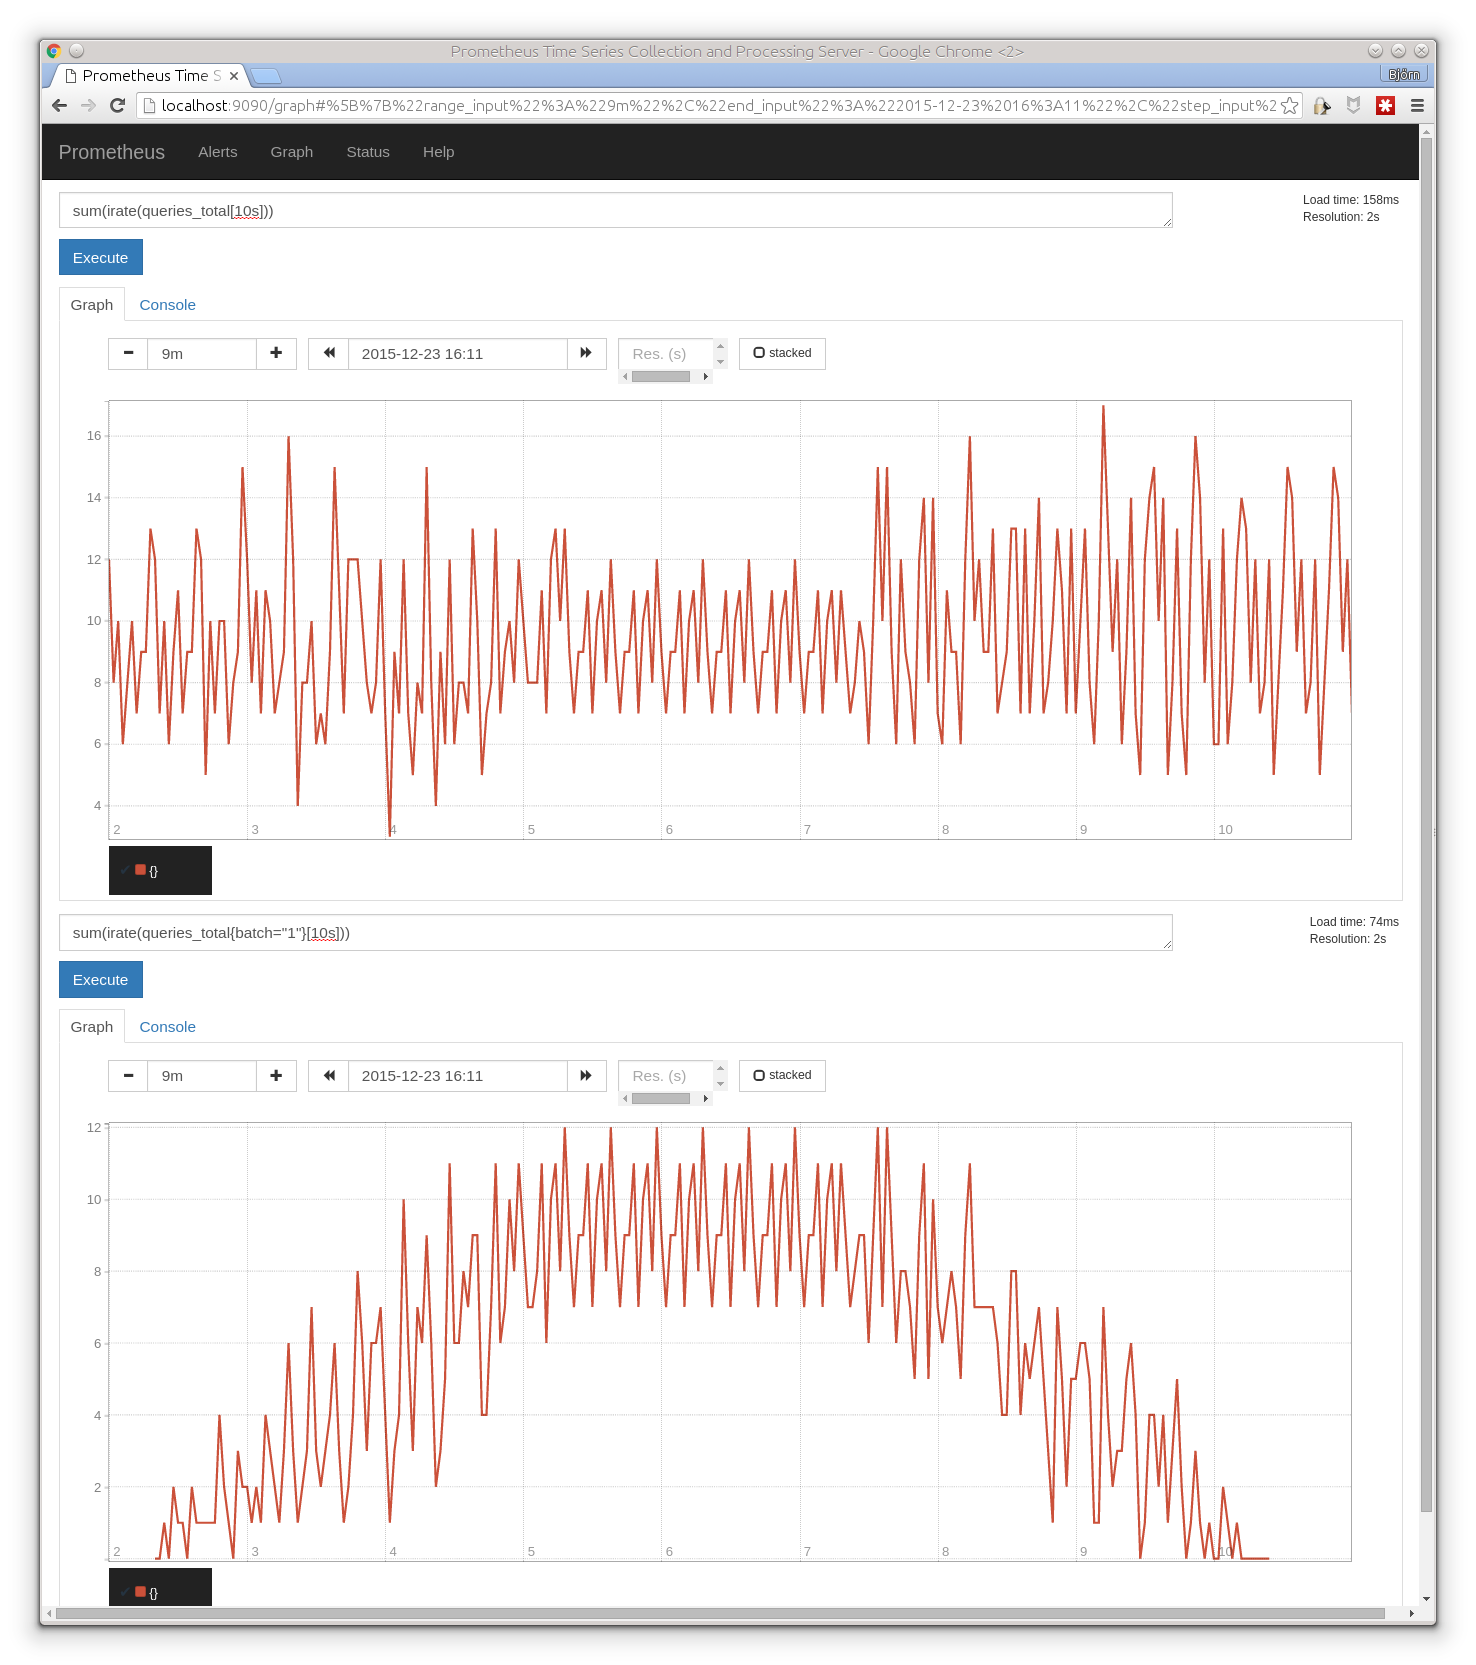 Prometheus Time Series Collection and Processing Server - Google Chrome <2>
Prometheus Time S
Björn
localhost:9090/graph#%5B%7B%22range_input%22%3A%229m%22%2C%22end_input%22%3A%222015-12-23%2016%3A11%22%2C%22step_input%2
Prometheus Alerts Graph Status Help
sum(irate(queries_total[10s]))
Load time: 158ms
Resolution: 2s
Execute
Graph Console
9m 2015-12-23 16:11 Res. (s) stacked
16
14
12
10
8
6
4
2 3 4 5 6 7 8 9 10
{}
sum(irate(queries_total{batch="1"}[10s]))
Load time: 74ms
Resolution: 2s
Execute
Graph Console
9m 2015-12-23 16:11 Res. (s) stacked
12
10
8
6
4
2
2 3 4 5 6 7 8 9 10
{}